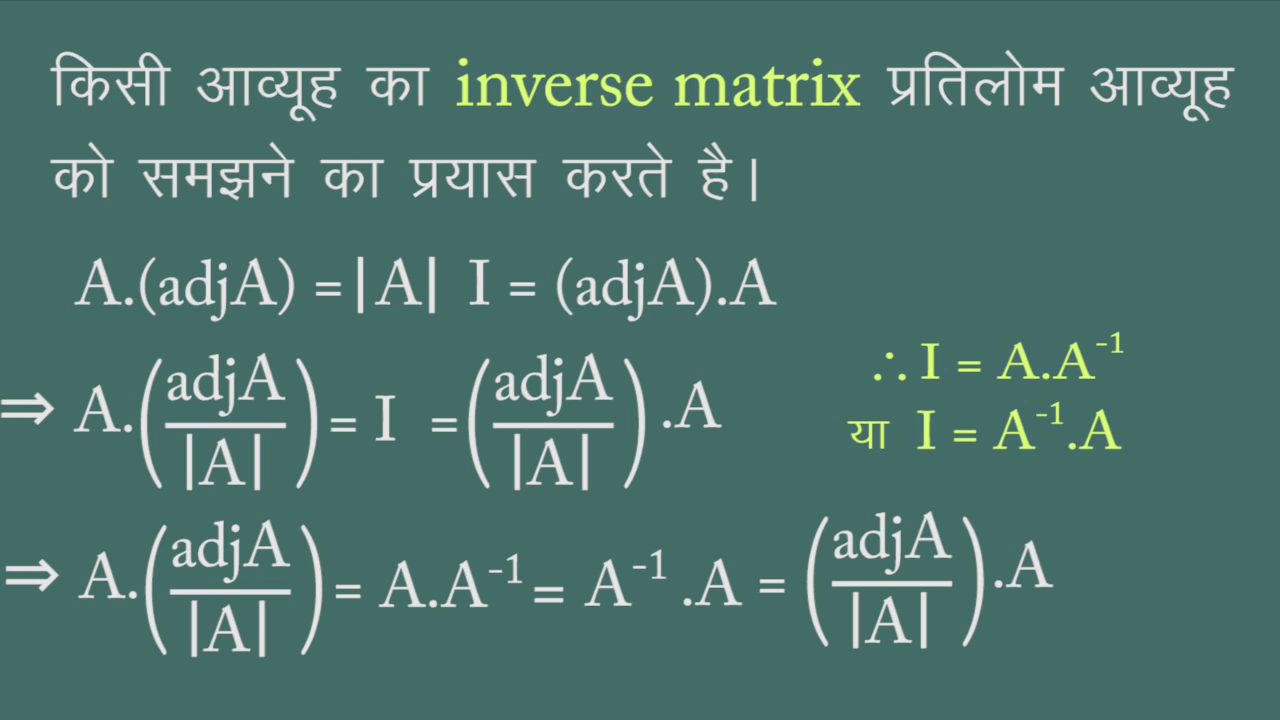 किसी आव्यूह का inverse matrix प्रतिलोम आव्यूह
को समझने का प्रयास करते है।
A.(adjA) = |A| I = (adjA).A
⇒ A.(adjA/|A|) = I = (adjA/|A|).A
∴ I = A.A⁻¹
या I = A⁻¹.A
⇒ A.(adjA/|A|) = A.A⁻¹ = A⁻¹.A = (adjA/|A|).A